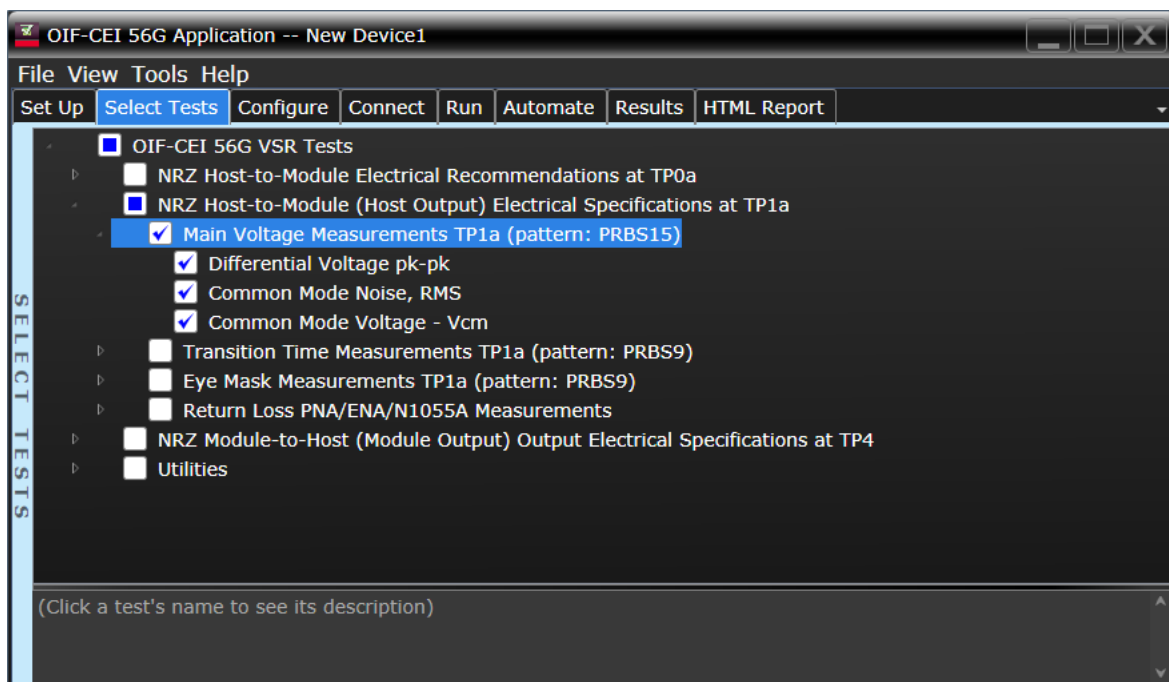 OIF-CEI 56G Application -- New Device1
File View Tools Help
Set Up Select Tests Configure Connect Run Automate Results HTML Report
OIF-CEI 56G VSR Tests
NRZ Host-to-Module Electrical Recommendations at TP0a
NRZ Host-to-Module (Host Output) Electrical Specifications at TP1a
Main Voltage Measurements TP1a (pattern: PRBS15)
Differential Voltage pk-pk
Common Mode Noise, RMS
Common Mode Voltage - Vcm
Transition Time Measurements TP1a (pattern: PRBS9)
Eye Mask Measurements TP1a (pattern: PRBS9)
Return Loss PNA/ENA/N1055A Measurements
NRZ Module-to-Host (Module Output) Output Electrical Specifications at TP4
Utilities
SELECT TESTS
(Click a test's name to see its description)